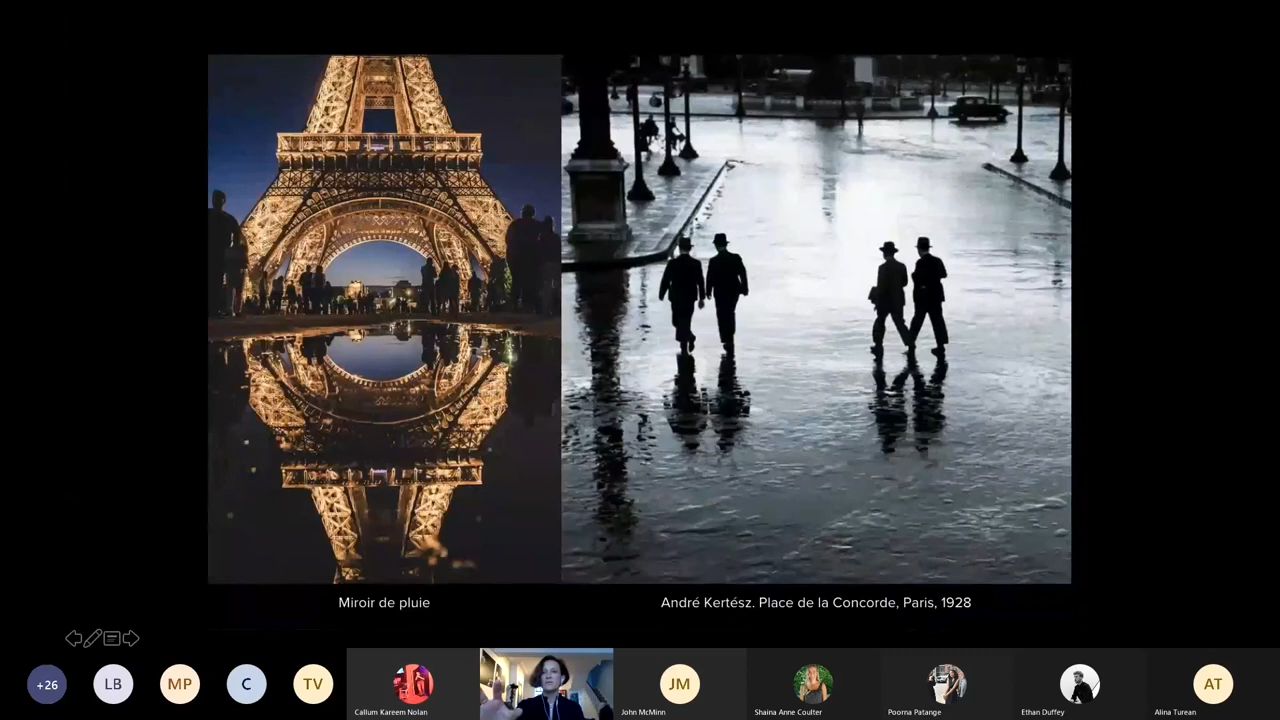 Miroir de pluie
André Kertész. Place de la Concorde, Paris, 1928
+26
LB
MP
C
TV
Callum Kareem Nolan
JM
John McMinn
Shaina Anne Coulter
Poorna Patange
Ethan Duffey
AT
Alina Turean